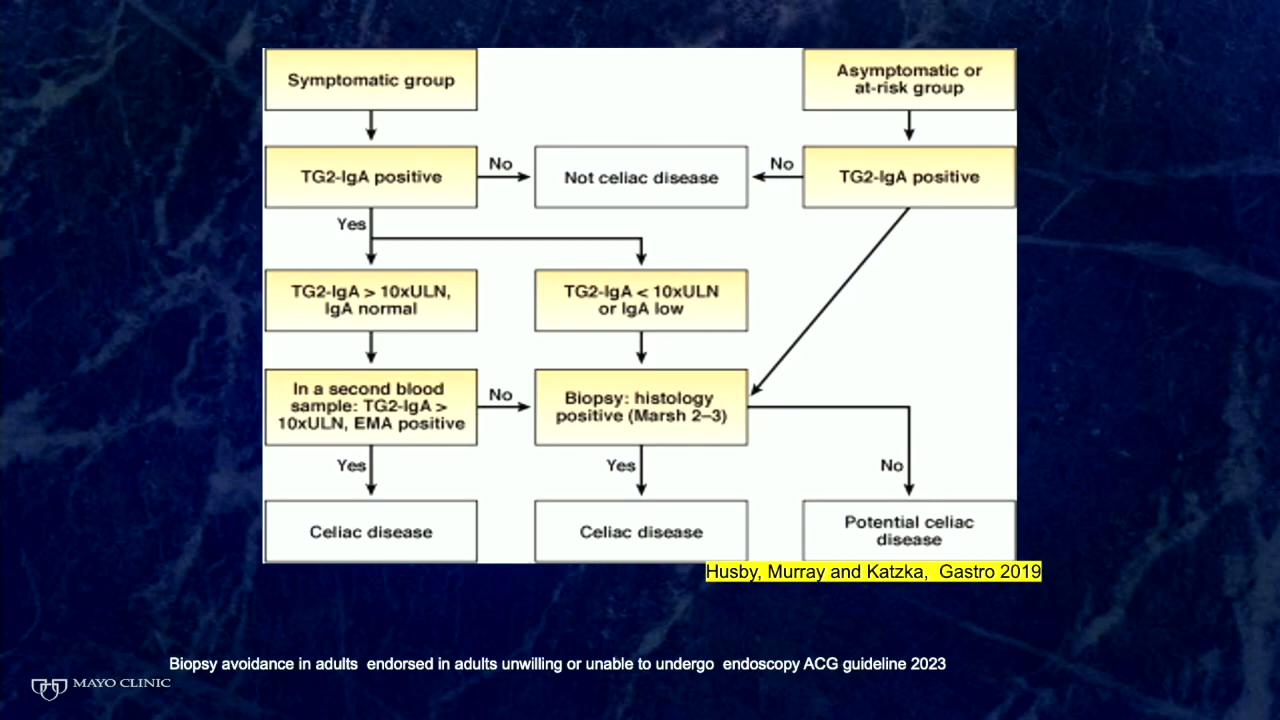 Symptomatic group
Asymptomatic or
at-risk group
TG2-IgA positive
No
Not celiac disease
No
TG2-IgA positive
Yes
TG2-IgA > 10xULN,
IgA normal
TG2-IgA < 10xULN
or IgA low
In a second blood
sample: TG2-IgA >
10xULN, EMA positive
No
Biopsy: histology
positive (Marsh 2–3)
Yes
Yes
No
Celiac disease
Celiac disease
Potential celiac
disease
Husby, Murray and Katzka,  Gastro 2019
Biopsy avoidance in adults  endorsed in adults unwilling or unable to undergo  endoscopy ACG guideline 2023
MAYO CLINIC